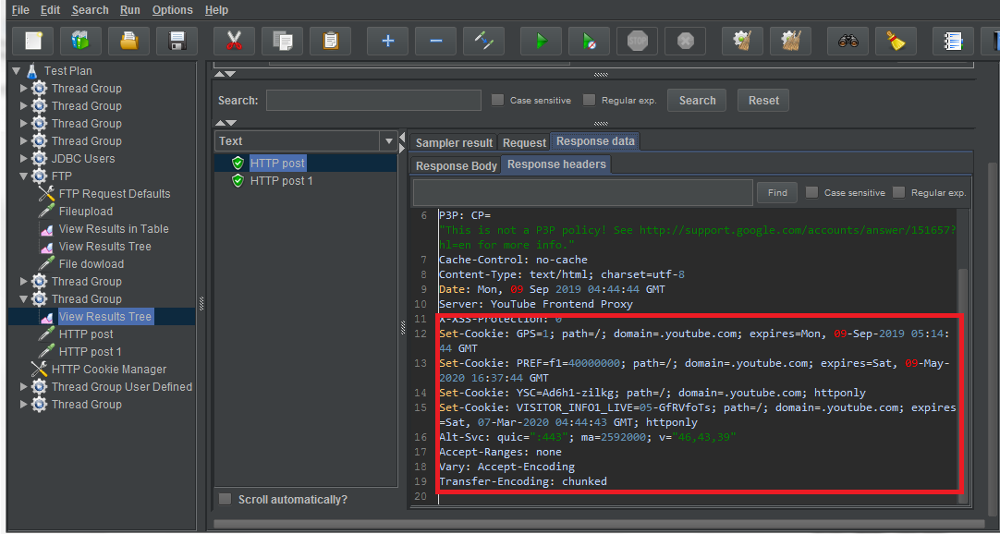 File Edit Search Run Options Help
STOP
Test Plan
Thread Group
Thread Group
Thread Group
Thread Group
JDBC Users
FTP
FTP Request Defaults
Fileupload
View Results in Table
View Results Tree
File dowload
Thread Group
Thread Group
View Results Tree
HTTP post
HTTP post 1
HTTP Cookie Manager
Thread Group User Defined
Thread Group
Search: Case sensitive Regular exp. Search Reset
Text
HTTP post
HTTP post 1
Scroll automatically?
Sampler result Request Response data
Response Body Response headers
Find Case sensitive Regular exp.
6 P3P: CP=
"This is not a P3P policy! See http://support.google.com/accounts/answer/151657?
hl=en for more info."
7 Cache-Control: no-cache
8 Content-Type: text/html; charset=utf-8
9 Date: Mon, 09 Sep 2019 04:44:44 GMT
10 Server: YouTube Frontend Proxy
11 X-XSS-Protection: 0
12 Set-Cookie: GPS=1; path=/; domain=.youtube.com; expires=Mon, 09-Sep-2019 05:14:
44 GMT
13 Set-Cookie: PREF=f1=40000000; path=/; domain=.youtube.com; expires=Sat, 09-May-
2020 16:37:44 GMT
14 Set-Cookie: YSC=Ad6h1-zilkg; path=/; domain=.youtube.com; httponly
15 Set-Cookie: VISITOR_INFO1_LIVE=05-GfRVfoTs; path=/; domain=.youtube.com; expires
=Sat, 07-Mar-2020 04:44:43 GMT; httponly
16 Alt-Svc: quic=":443"; ma=2592000; v="46,43,39"
17 Accept-Ranges: none
18 Vary: Accept-Encoding
19 Transfer-Encoding: chunked
20